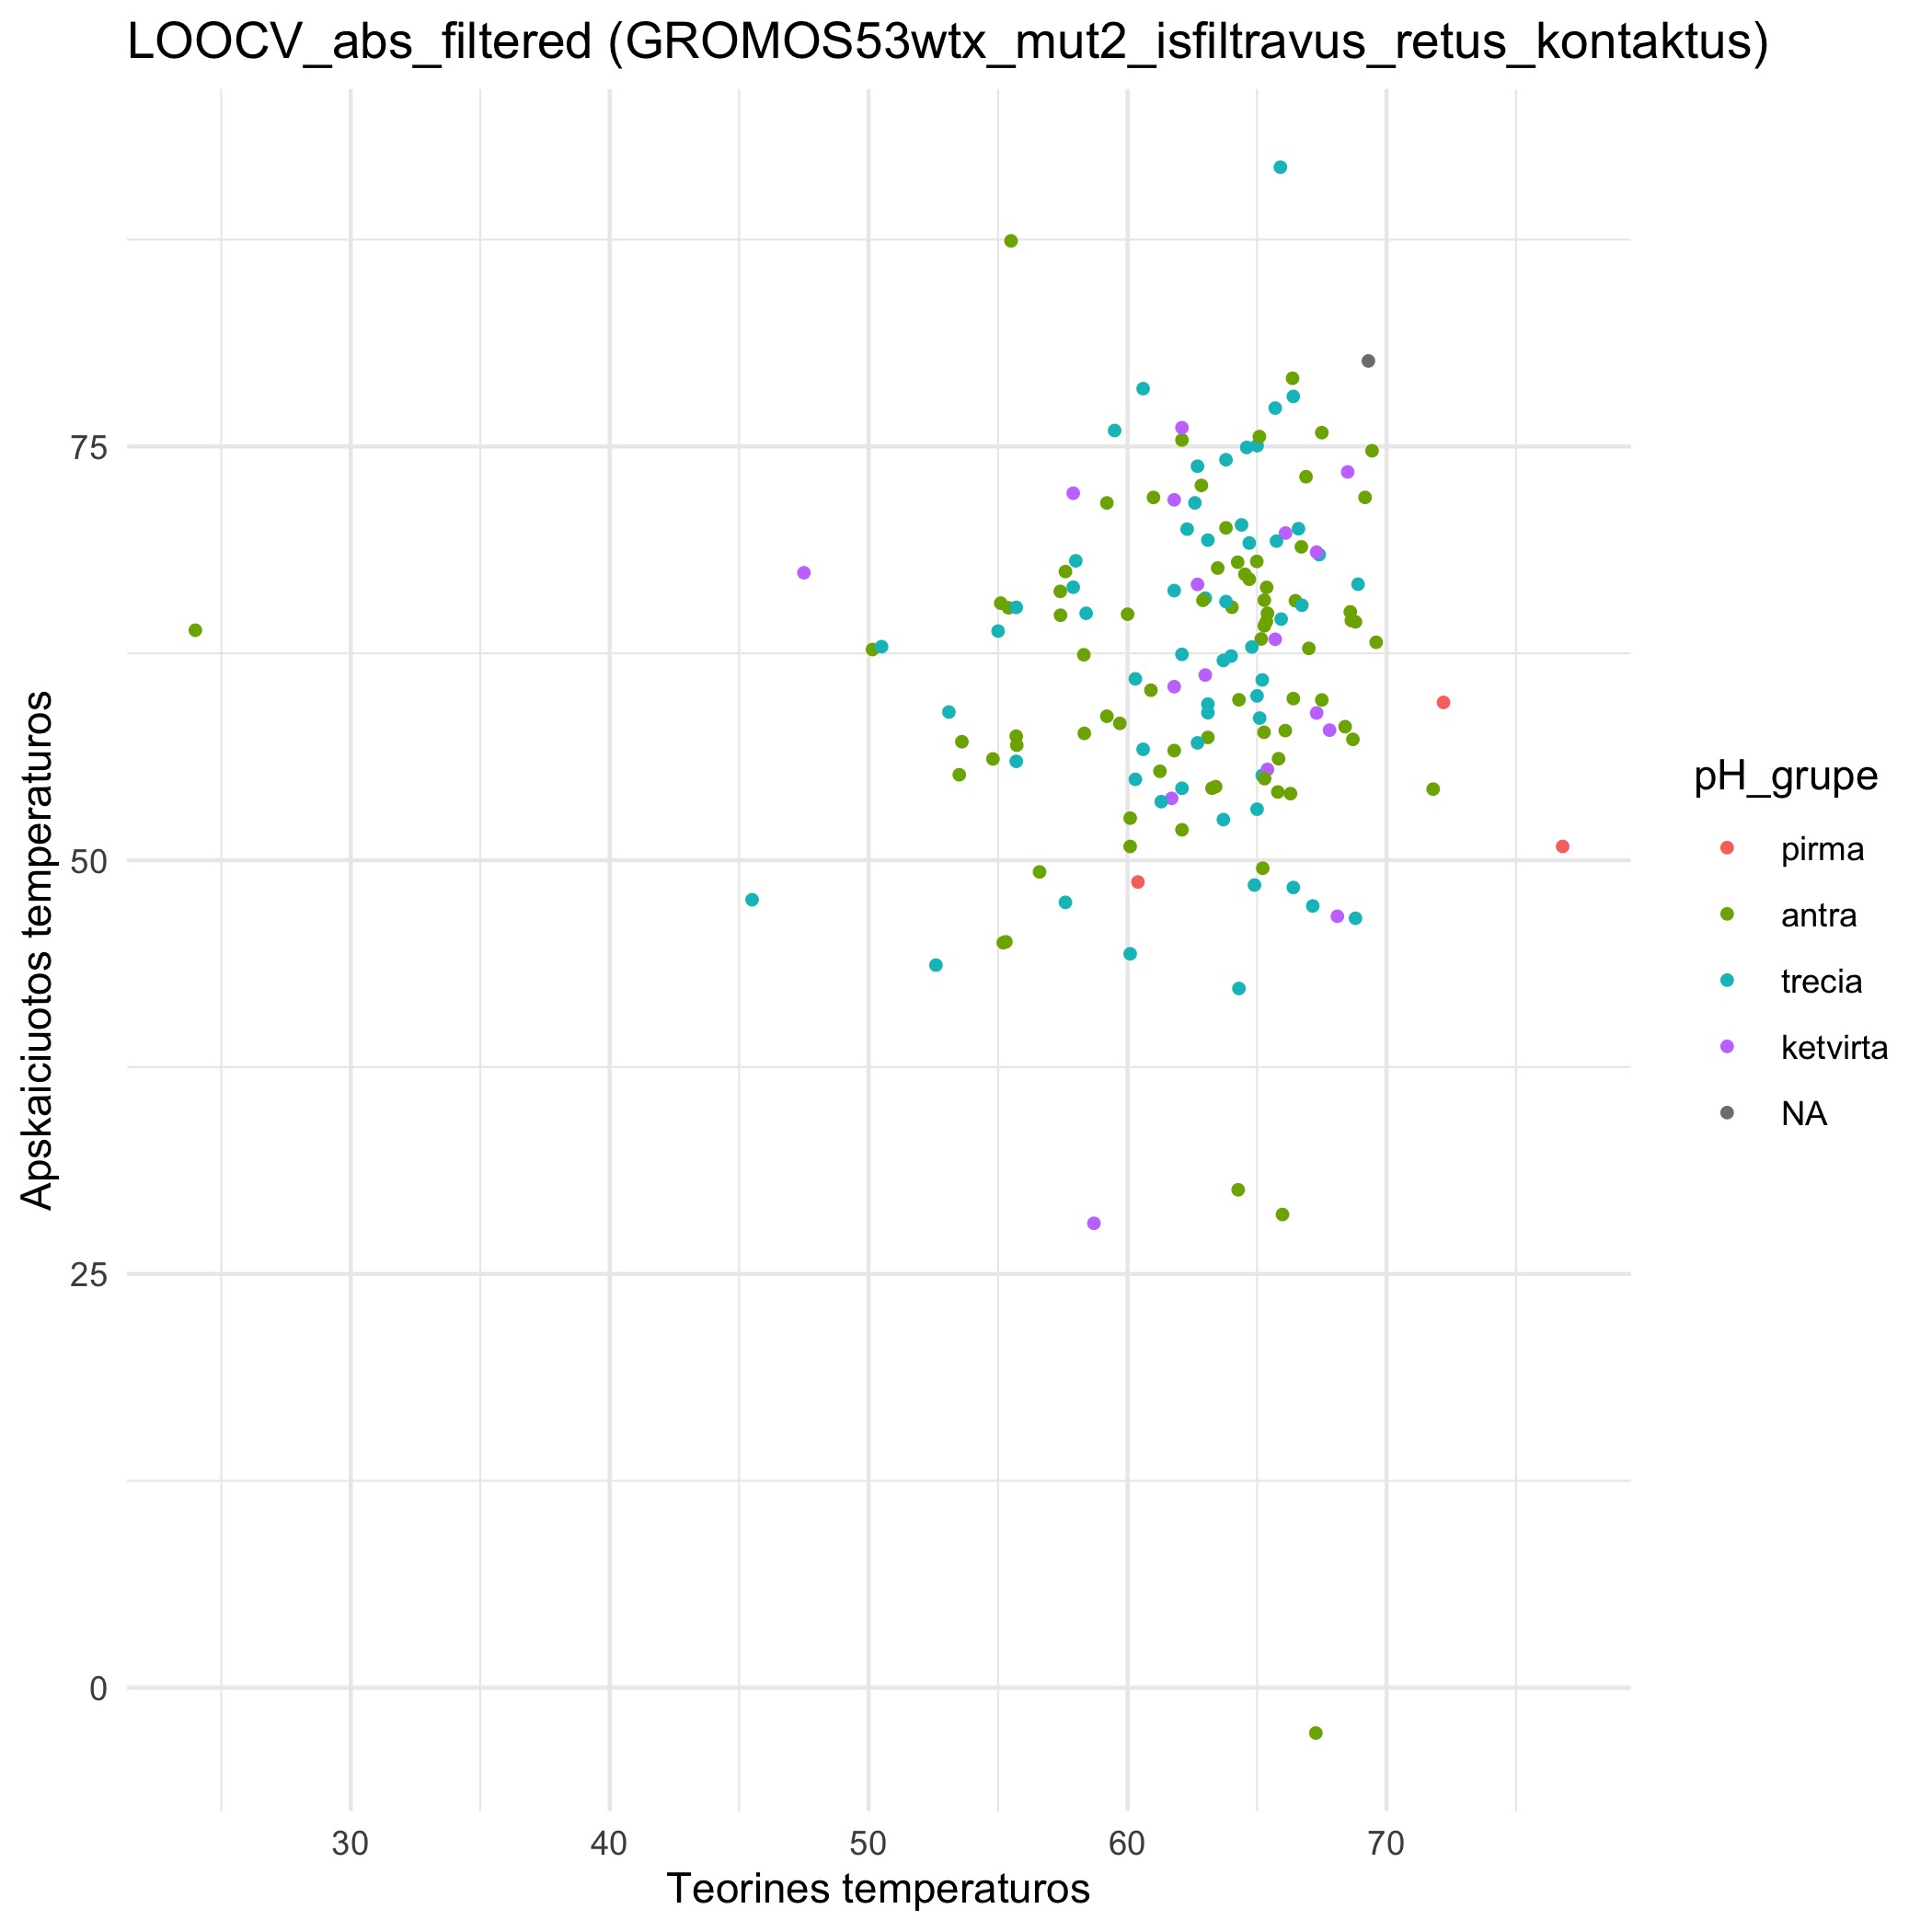 LOOCV_abs_filtered (GROMOS53wtx_mut2_isfiltravus_retus_kontaktus)
Apskaiciuotos temperaturos
75
50
25
0
30 40 50 60 70
Teorines temperaturos
pH_grupe
pirma
antra
trecia
ketvirta
NA